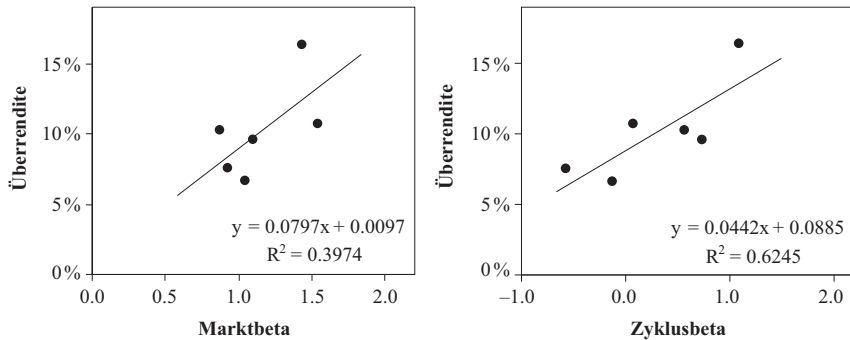 Überrendite
15%
10%
5%
0%
y = 0.0797x + 0.0097
R² = 0.3974
0.0 0.5 1.0 1.5 2.0
Marktbeta
Überrendite
15%
10%
5%
0%
y = 0.0442x + 0.0885
R² = 0.6245
–1.0 0.0 1.0 2.0
Zyklusbeta